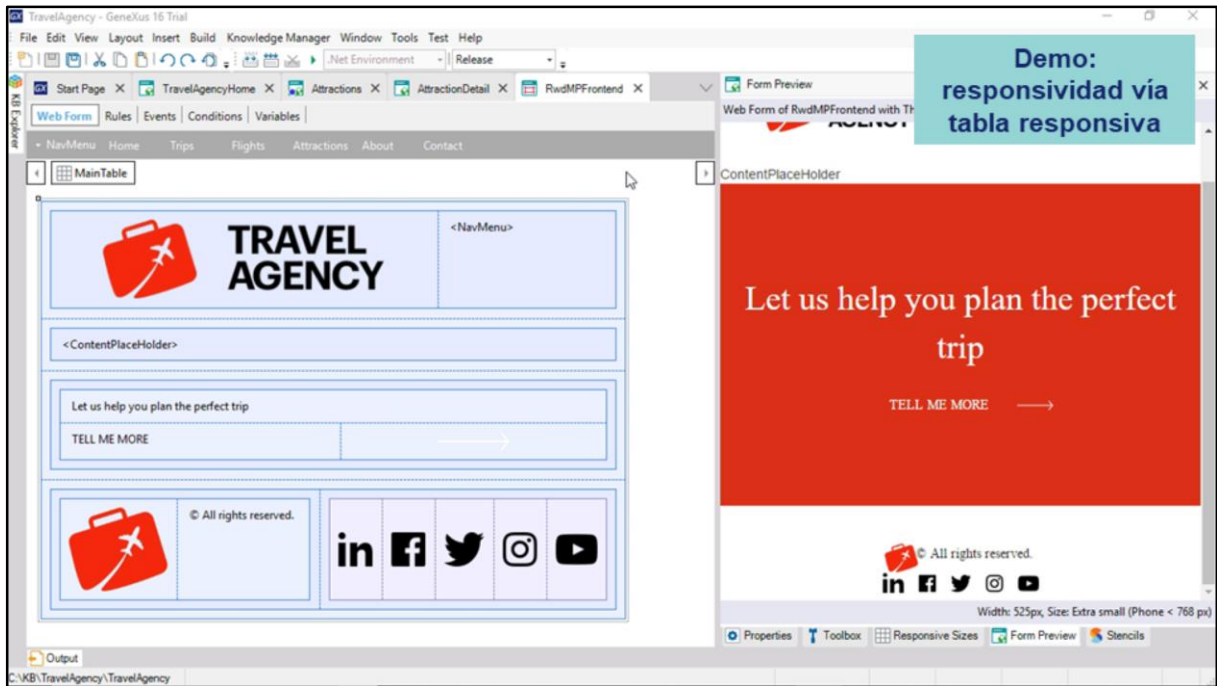 TravelAgency - GeneXus 16 Trial
File Edit View Layout Insert Build Knowledge Manager Window Tools Test Help
.Net Environment Release
Demo:
responsividad vía
tabla responsiva
Start Page TravelAgencyHome Attractions AttractionDetail RwdMPFrontend
KB Explorer
Web Form Rules Events Conditions Variables
NavMenu Home Trips Flights Attractions About Contact
MainTable
TRAVEL
AGENCY
<NavMenu>
<ContentPlaceHolder>
Let us help you plan the perfect trip
TELL ME MORE
© All rights reserved.
in
Form Preview
Web Form of RwdMPFrontend with Th
AGENCY
ContentPlaceHolder
Let us help you plan the perfect
trip
TELL ME MORE
© All rights reserved.
in
Width: 525px, Size: Extra small (Phone < 768 px)
Properties Toolbox Responsive Sizes Form Preview Stencils
Output
C:\KB\TravelAgency\TravelAgency